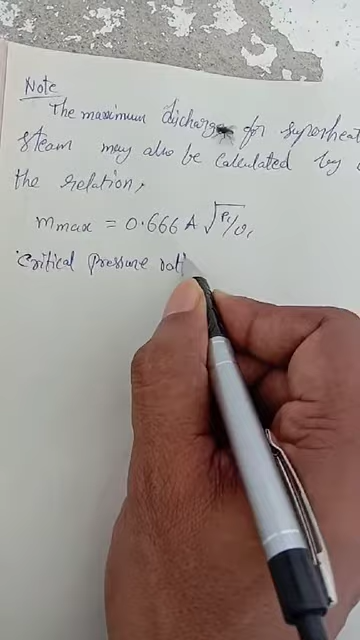 Note
The maximum discharge for superheat
steam may also be calculated by
the relation,
mmax = 0.666 A √P₁/v₁
Critical pressure rati